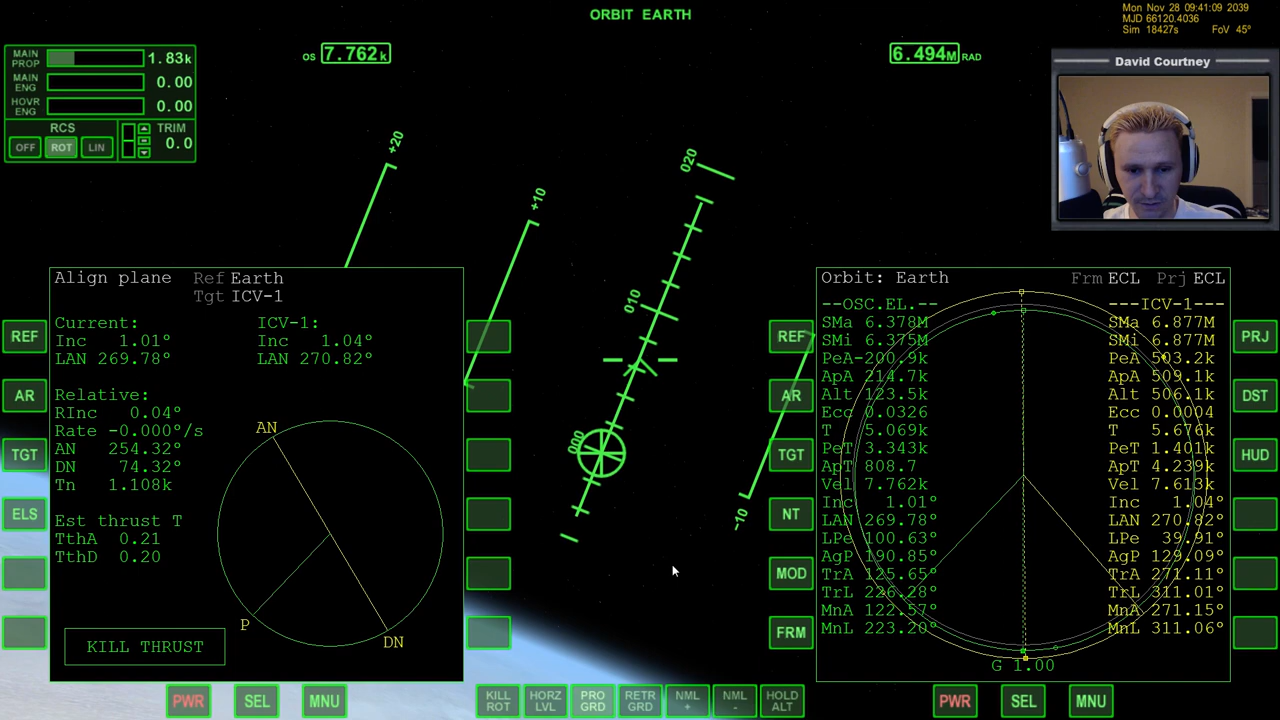 ORBIT EARTH
Mon Nov 28 09:41:09 2039
MJD 66120.4036
Sim 18427s FoV 45°
MAIN PROP 1.83k
MAIN ENG 0.00
HOVR ENG 0.00
RCS TRIM
OFF ROT LIN 0.0
OS 7.762k
6.494M RAD
David Courtney
+20
+10
020
010
000
-10
Align plane Ref Earth
Tgt ICV-1
Current: ICV-1:
Inc 1.01° Inc 1.04°
LAN 269.78° LAN 270.82°
Relative:
RInc 0.04°
Rate -0.000°/s
AN 254.32°
DN 74.32°
Tn 1.108k
Est thrust T
TthA 0.21
TthD 0.20
AN
P
DN
KILL THRUST
REF
AR
TGT
ELS
PWR SEL MNU
Orbit: Earth Frm ECL Prj ECL
--OSC.EL.-- ---ICV-1---
SMa 6.378M SMa 6.877M
SMi 6.375M SMi 6.877M
PeA-200.9k PeA 503.2k
ApA 214.7k ApA 509.1k
Alt 123.5k Alt 506.1k
Ecc 0.0326 Ecc 0.0004
T 5.069k T 5.676k
PeT 3.343k PeT 1.401k
ApT 808.7 ApT 4.239k
Vel 7.762k Vel 7.613k
Inc 1.01° Inc 1.04°
LAN 269.78° LAN 270.82°
LPe 100.63° LPe 39.91°
AgP 190.85° AgP 129.09°
TrA 125.65° TrA 271.11°
TrL 226.28° TrL 311.01°
MnA 122.57° MnA 271.15°
MnL 223.20° MnL 311.06°
G 1.00
REF
AR
TGT
NT
MOD
FRM
PRJ
DST
HUD
KILL ROT
HORZ LVL
PRO GRD
RETR GRD
NML +
NML -
HOLD ALT
PWR SEL MNU